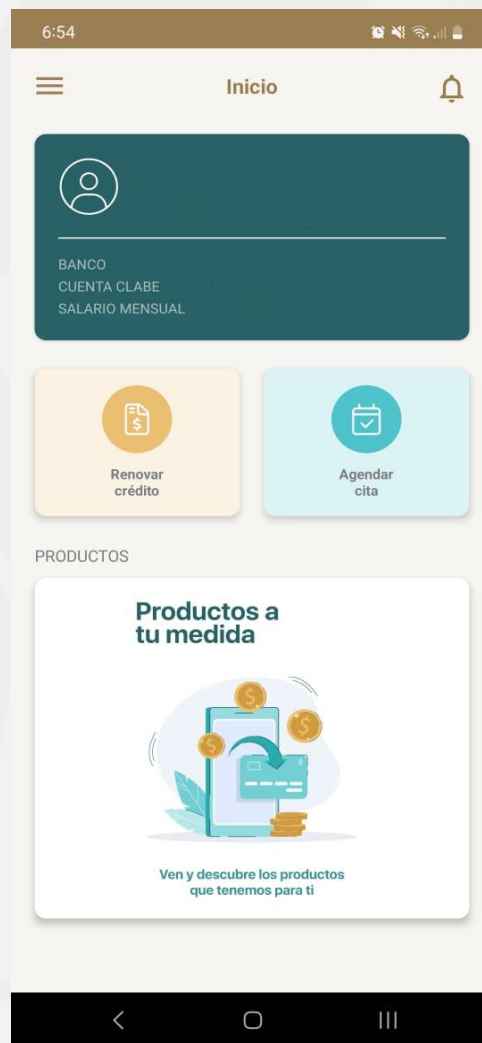 6:54
Inicio
BANCO
CUENTA CLABE
SALARIO MENSUAL
Renovar
crédito
Agendar
cita
PRODUCTOS
Productos a
tu medida
Ven y descubre los productos
que tenemos para ti